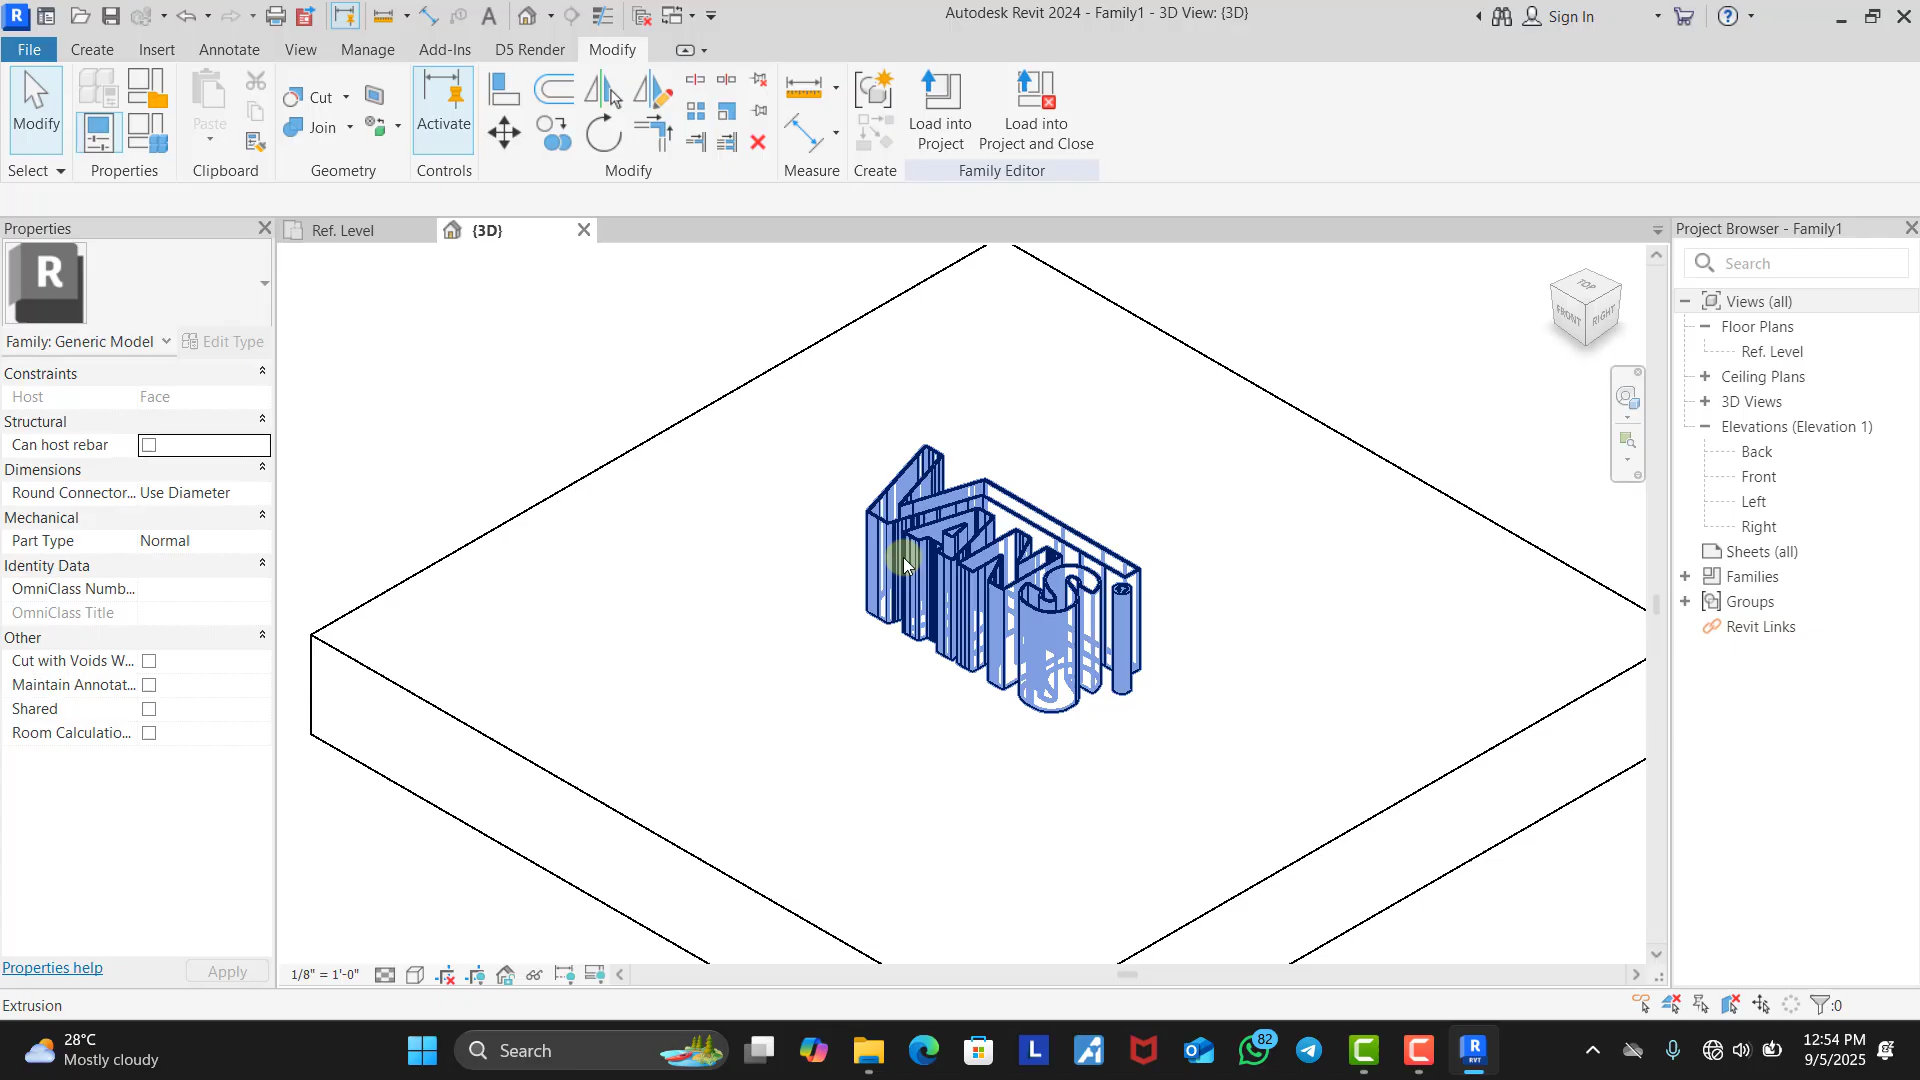 Autodesk Revit 2024 - Family1 - 3D View: {3D}
Sign In
File
Create
Insert
Annotate
View
Manage
Add-Ins
D5 Render
Modify
Modify
Paste
Cut
Join
Activate
Load into
Project
Load into
Project and Close
Select
Properties
Clipboard
Geometry
Controls
Modify
Measure
Create
Family Editor
Properties
R
Family: Generic Model
Edit Type
Constraints
Host
Face
Structural
Can host rebar
Dimensions
Round Connector...
Use Diameter
Mechanical
Part Type
Normal
Identity Data
OmniClass Numb...
OmniClass Title
Other
Cut with Voids W...
Maintain Annotat...
Shared
Room Calculatio...
Properties help
Apply
Ref. Level
{3D}
TOP
FRONT
RIGHT
1/8" = 1'-0"
Project Browser - Family1
Search
Views (all)
Floor Plans
Ref. Level
Ceiling Plans
3D Views
Elevations (Elevation 1)
Back
Front
Left
Right
Sheets (all)
Families
Groups
Revit Links
Extrusion
:0
28°C
Mostly cloudy
Search
82
12:54 PM
9/5/2025